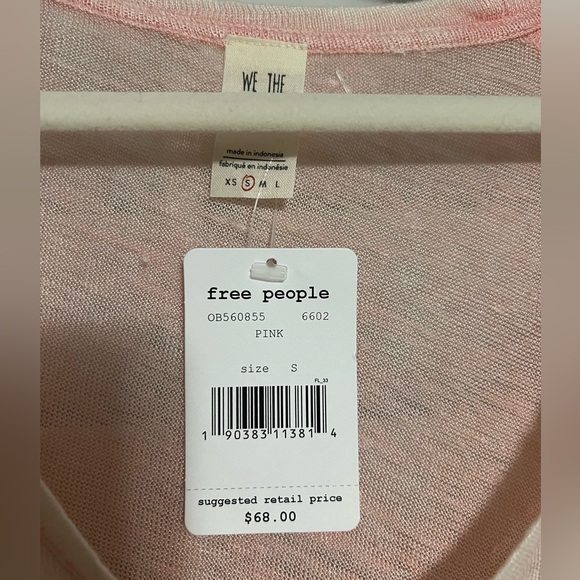 WE THE
made in indonesia
fabriqué en indonésie
XS S M L
free people
OB560855 6602
PINK
size S
FL_33
1 90383 11381 4
suggested retail price
$68.00